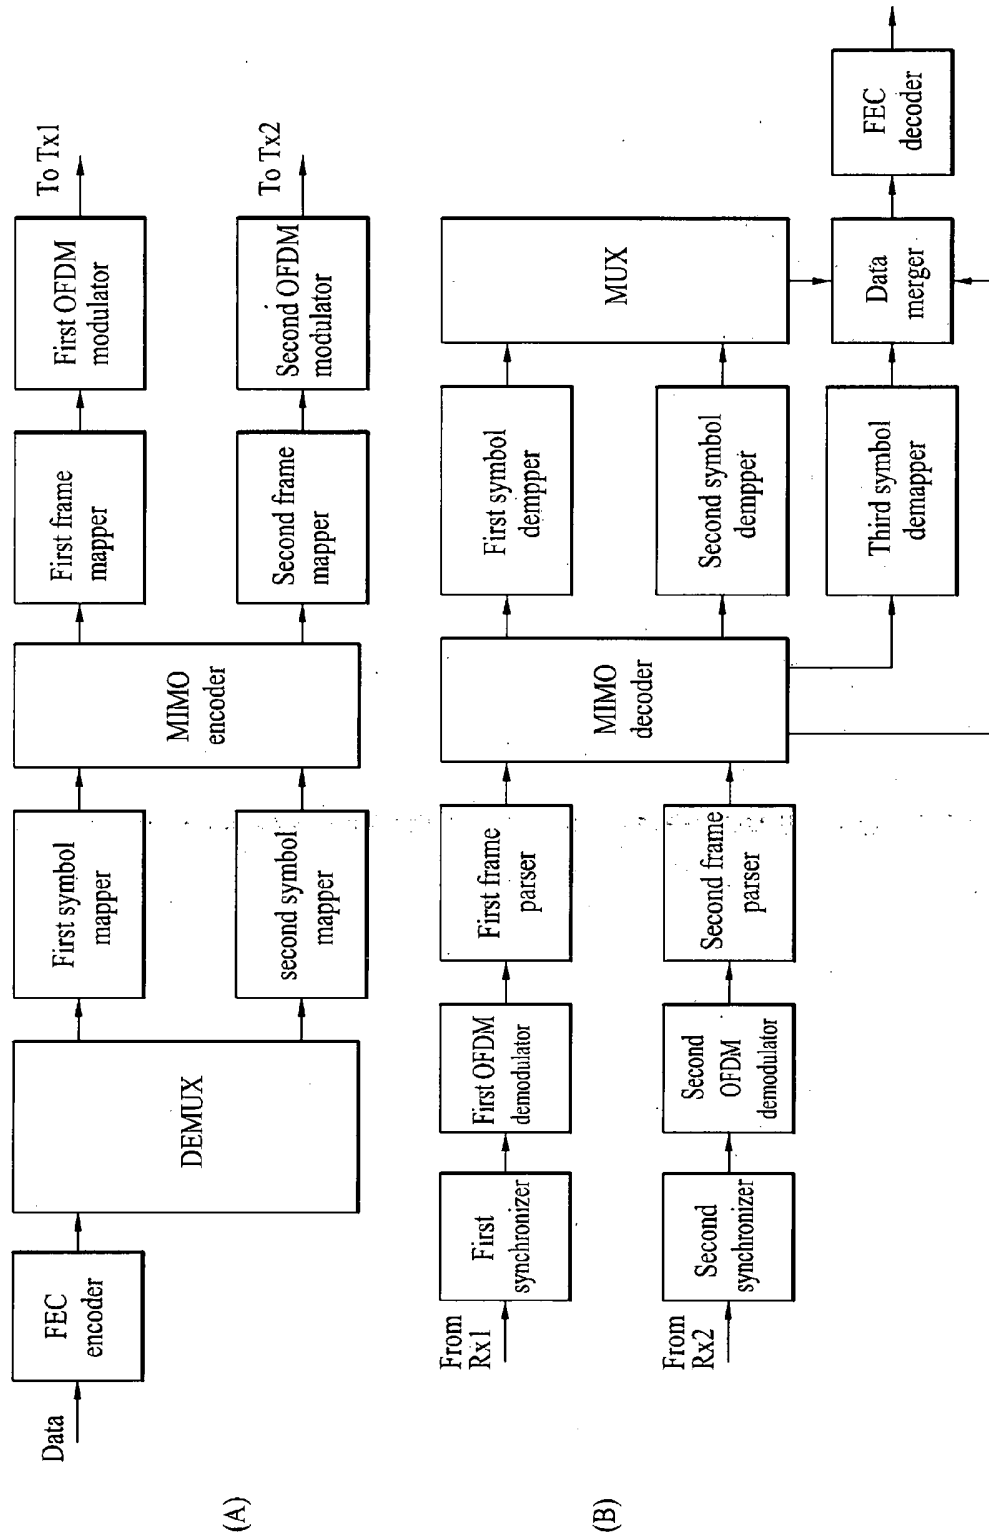 (A)
Data
FEC
encoder
DEMUX
First symbol
mapper
second symbol
mapper
MIMO
encoder
First frame
mapper
Second frame
mapper
First OFDM
modulator
Second OFDM
modulator
To Tx1
To Tx2
(B)
From
Rx1
From
Rx2
First
synchronizer
Second
synchronizer
First OFDM
demodulator
Second
OFDM
demodulator
First frame
parser
Second frame
parser
MIMO
decoder
First symbol
dempper
Second symbol
dempper
Third symbol
demapper
MUX
Data
merger
FEC
decoder